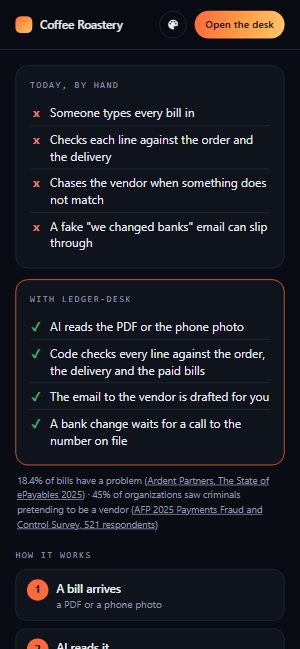 Coffee Roastery
Open the desk
TODAY, BY HAND
x Someone types every bill in
x Checks each line against the order and
the delivery
x Chases the vendor when something does
not match
x A fake "we changed banks" email can slip
through
WITH LEDGER-DESK
✓ AI reads the PDF or the phone photo
✓ Code checks every line against the order,
the delivery and the paid bills
✓ The email to the vendor is drafted for you
✓ A bank change waits for a call to the
number on file
18.4% of bills have a problem (Ardent Partners, The State of
ePayables 2025) · 45% of organizations saw criminals
pretending to be a vendor (AFP 2025 Payments Fraud and
Control Survey, 521 respondents)
HOW IT WORKS
1 A bill arrives
a PDF or a phone photo
2 AI reads it